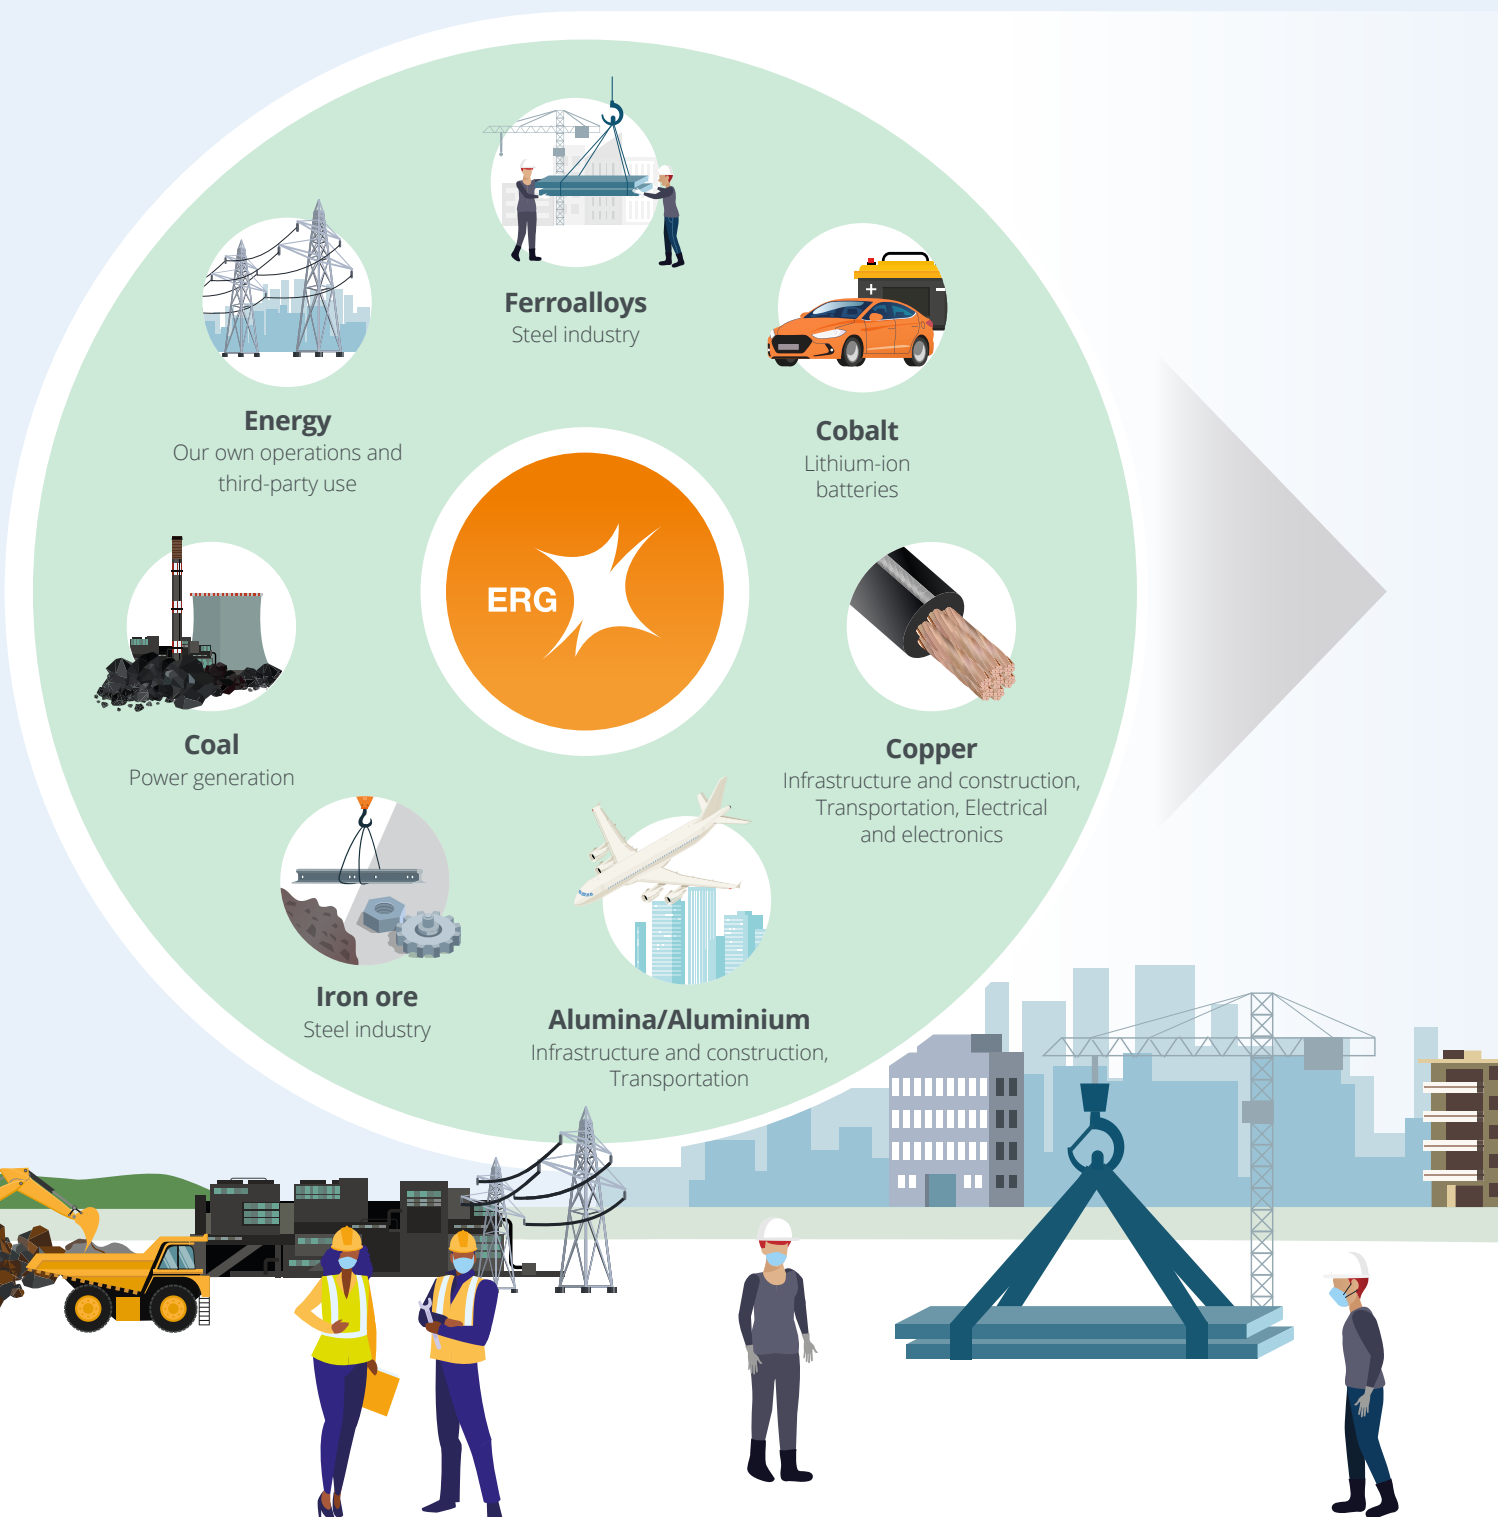 Ferroalloys
Steel industry
Energy
Our own operations and
third-party use
Cobalt
Lithium-ion
batteries
ERG
Coal
Power generation
Copper
Infrastructure and construction,
Transportation, Electrical
and electronics
Iron ore
Steel industry
Alumina/Aluminium
Infrastructure and construction,
Transportation